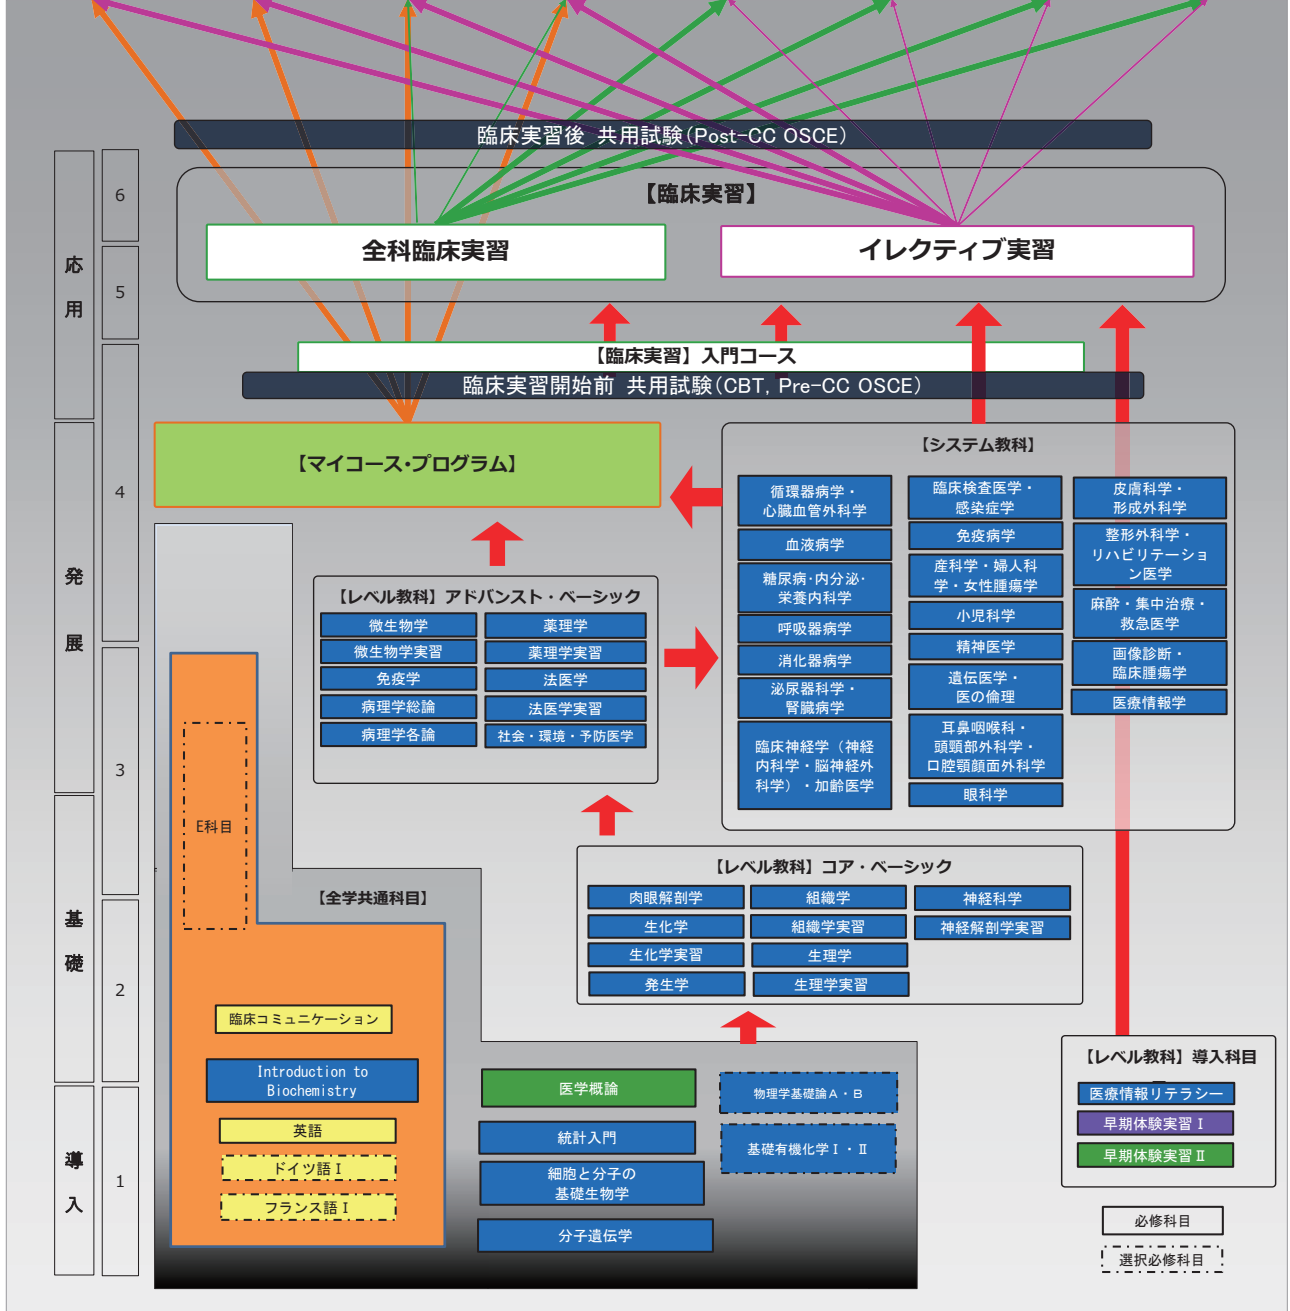 臨床実習後 共用試験(Post-CC OSCE)
応
用
発
展
基
礎
導
入
6
5
4
3
2
1
【臨床実習】
全科臨床実習
イレクティブ実習
【臨床実習】入門コース
臨床実習開始前 共用試験(CBT, Pre-CC OSCE)
【マイコース・プログラム】
【システム教科】
循環器病学・
心臓血管外科学
血液病学
糖尿病・内分泌・
栄養内科学
呼吸器病学
消化器病学
泌尿器科学・
腎臓病学
臨床神経学（神経
内科学・脳神経外
科学）・加齢医学
臨床検査医学・
感染症学
免疫病学
産科学・婦人科
学・女性腫瘍学
小児科学
精神医学
遺伝医学・
医の倫理
耳鼻咽喉科・
頭頸部外科学・
口腔顎顔面外科学
眼科学
皮膚科学・
形成外科学
整形外科学・
リハビリテーショ
ン医学
麻酔・集中治療・
救急医学
画像診断・
臨床腫瘍学
医療情報学
【レベル教科】アドバンスト・ベーシック
微生物学
微生物学実習
免疫学
病理学総論
病理学各論
薬理学
薬理学実習
法医学
法医学実習
社会・環境・予防医学
【レベル教科】コア・ベーシック
肉眼解剖学
生化学
生化学実習
発生学
組織学
組織学実習
生理学
生理学実習
神経科学
神経解剖学実習
【全学共通科目】
E科目
臨床コミュニケーション
Introduction to
Biochemistry
英語
ドイツ語Ⅰ
フランス語Ⅰ
医学概論
統計入門
細胞と分子の
基礎生物学
分子遺伝学
物理学基礎論A・B
基礎有機化学Ⅰ・Ⅱ
【レベル教科】導入科目
医療情報リテラシー
早期体験実習Ⅰ
早期体験実習Ⅱ
必修科目
選択必修科目